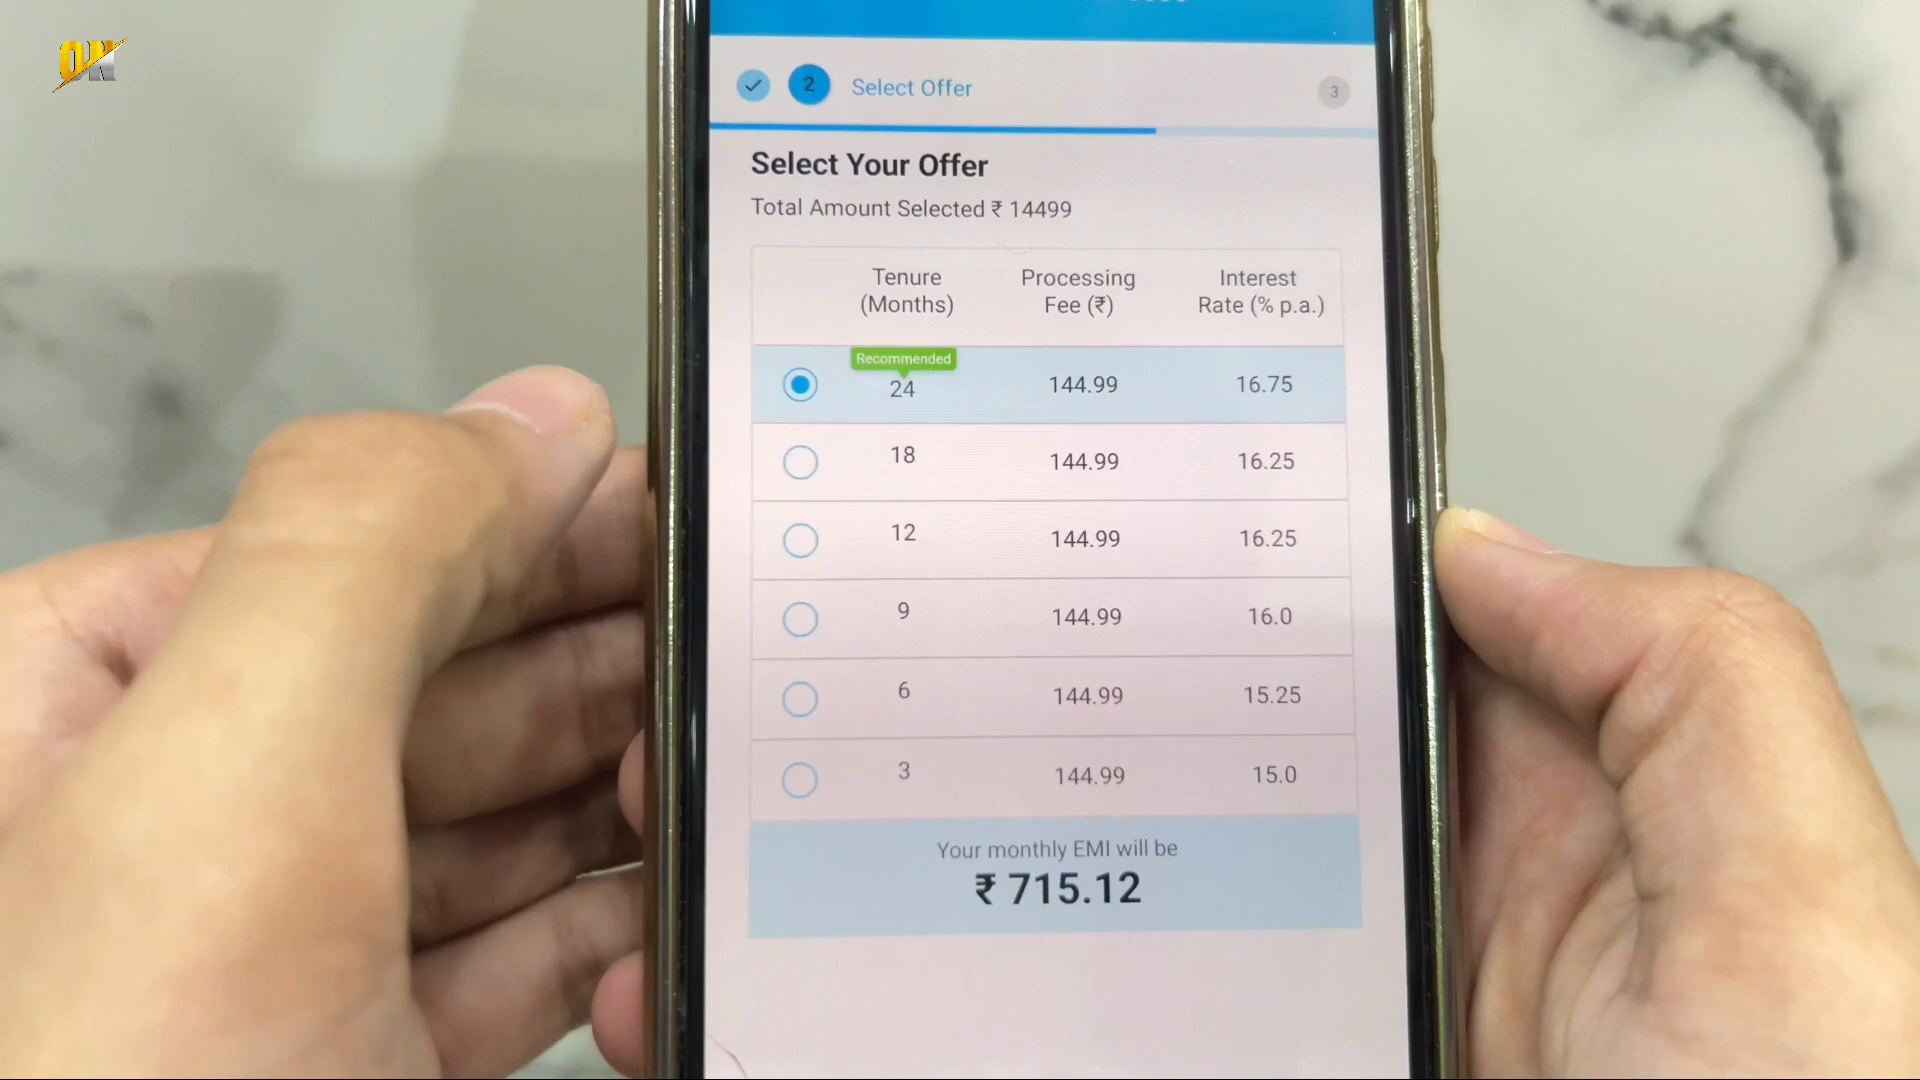 ON
2 Select Offer 3
Select Your Offer
Total Amount Selected ₹ 14499
Tenure (Months) Processing Fee (₹) Interest Rate (% p.a.)
Recommended
24 144.99 16.75
18 144.99 16.25
12 144.99 16.25
9 144.99 16.0
6 144.99 15.25
3 144.99 15.0
Your monthly EMI will be
₹ 715.12